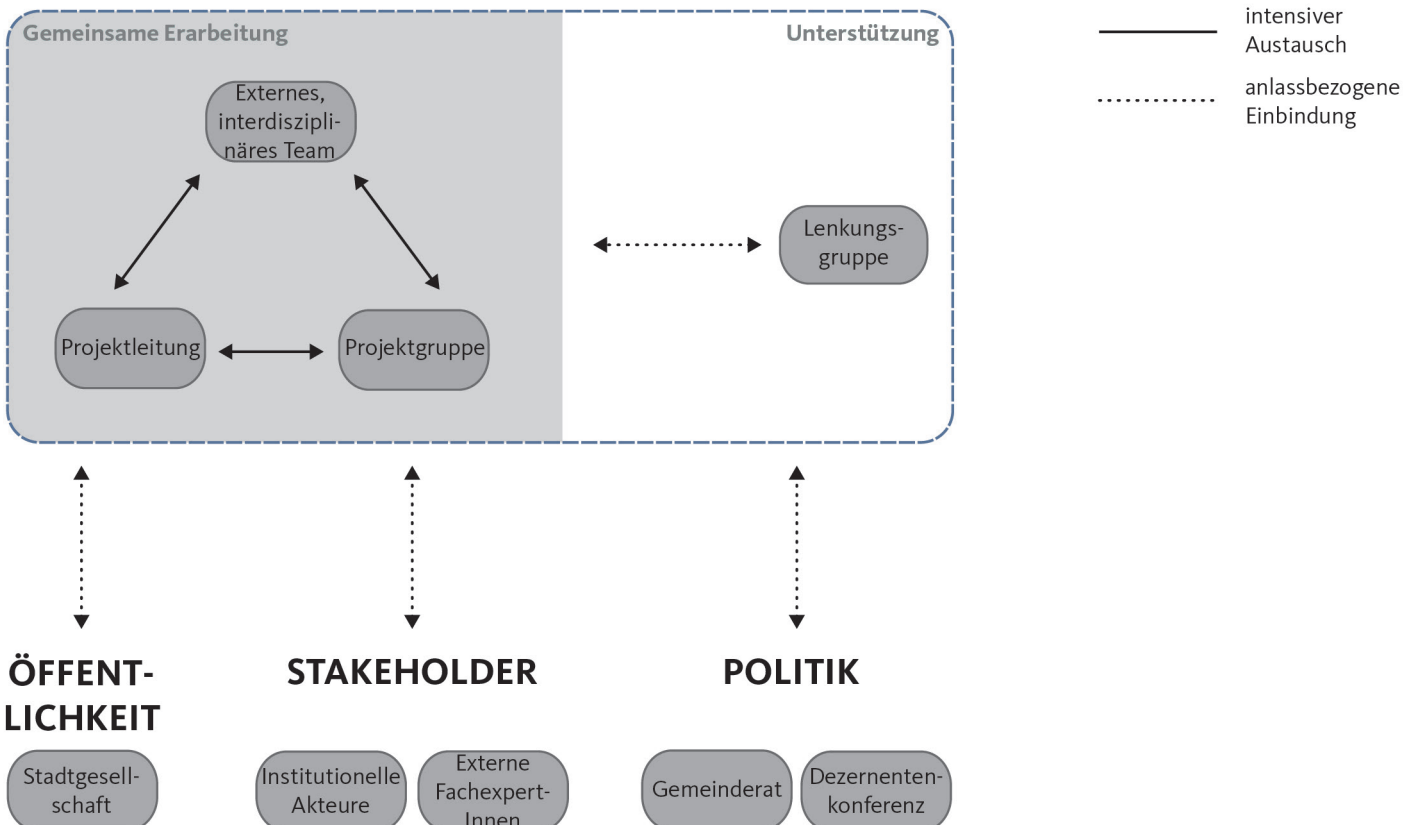 Gemeinsame Erarbeitung
Unterstützung
Externes,
interdiszipli-
näres Team
Projektleitung
Projektgruppe
Lenkungs-
gruppe
intensiver
Austausch
anlassbezogene
Einbindung
ÖFFENT-
LICHKEIT
Stadtgesell-
schaft
STAKEHOLDER
Institutionelle
Akteure
Externe
Fachexpert-
Innen
POLITIK
Gemeinderat
Dezernenten-
konferenz